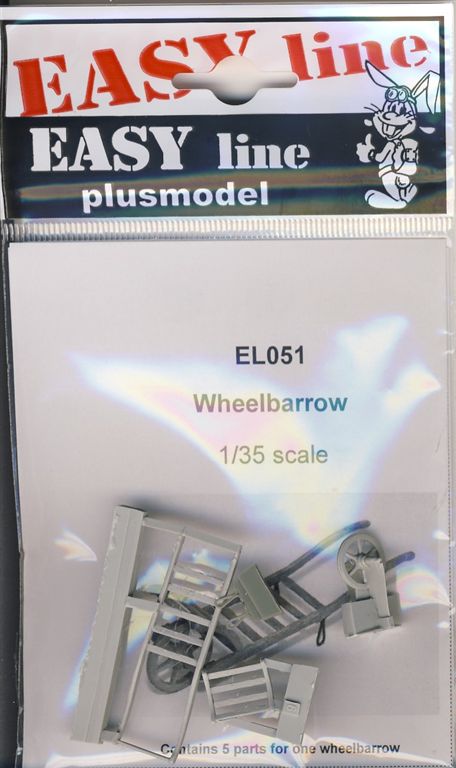 EASY line
EASY line
plusmodel
EL051
Wheelbarrow
1/35 scale
Contains 5 parts for one wheelbarrow